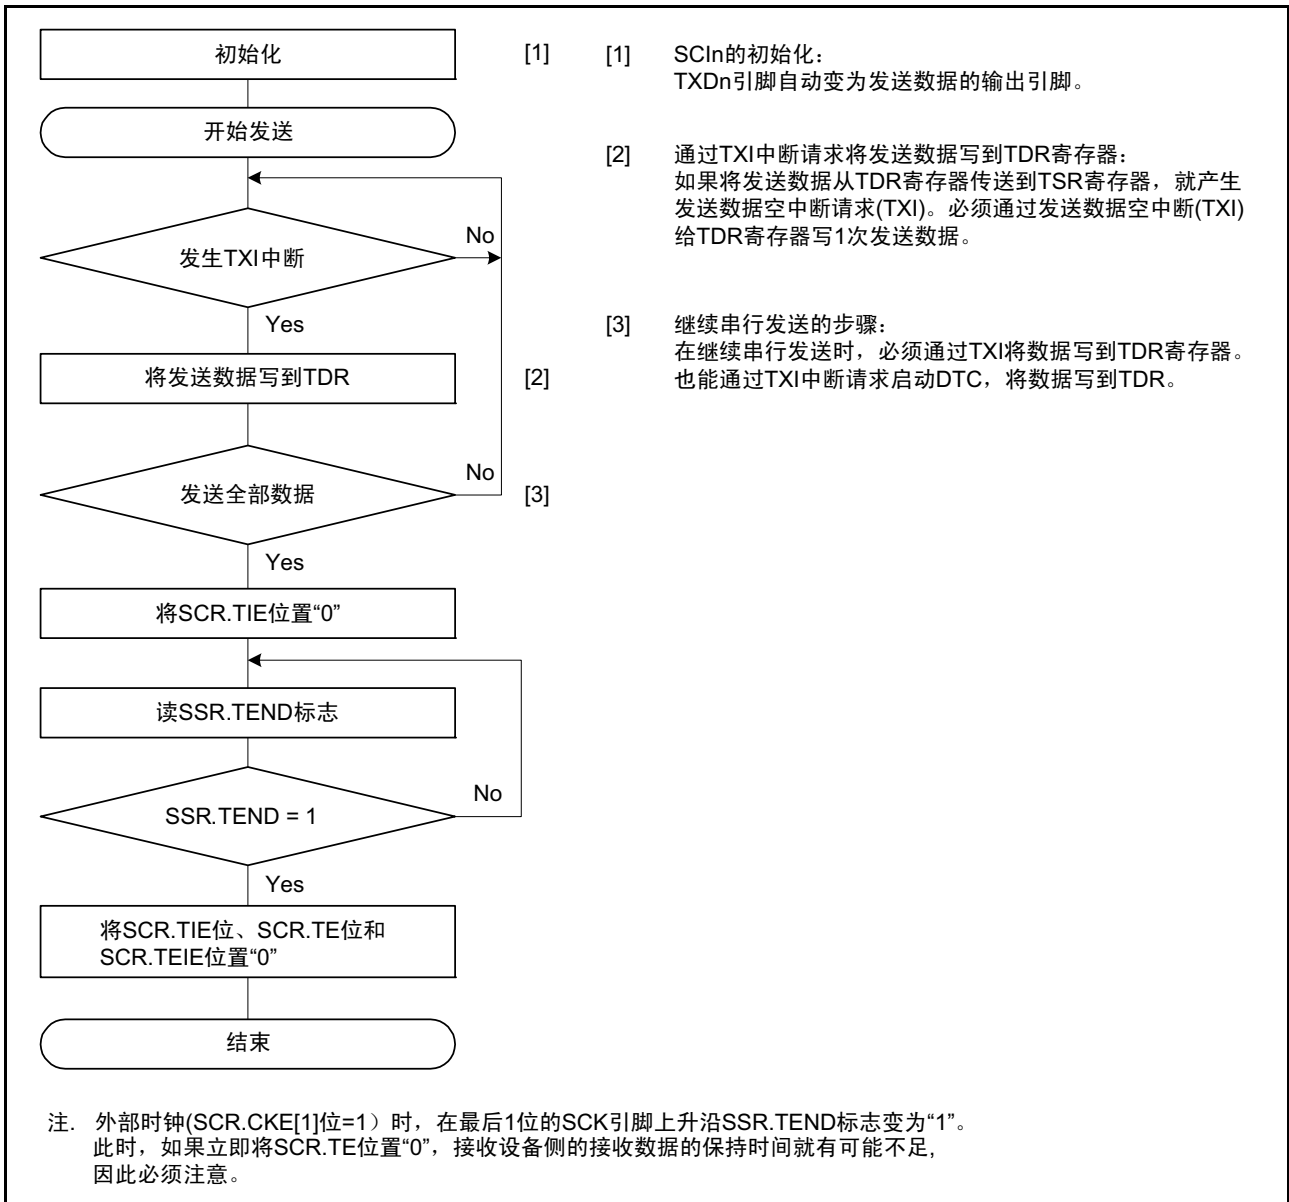 初始化
[1]
开始发送
发生TXI中断
No
Yes
将发送数据写到TDR
[2]
发送全部数据
No
[3]
Yes
将SCR.TIE位置“0”
读SSR.TEND标志
SSR.TEND = 1
No
Yes
将SCR.TIE位、SCR.TE位和
SCR.TEIE位置“0”
结束
[1] SCIn的初始化：
TXDn引脚自动变为发送数据的输出引脚。
[2] 通过TXI中断请求将发送数据写到TDR寄存器：
如果将发送数据从TDR寄存器传送到TSR寄存器，就产生
发送数据空中断请求(TXI)。必须通过发送数据空中断(TXI)
给TDR寄存器写1次发送数据。
[3] 继续串行发送的步骤：
在继续串行发送时，必须通过TXI将数据写到TDR寄存器。
也能通过TXI中断请求启动DTC，将数据写到TDR。
注. 外部时钟(SCR.CKE[1]位=1）时，在最后1位的SCK引脚上升沿SSR.TEND标志变为“1”。
此时，如果立即将SCR.TE位置“0”，接收设备侧的接收数据的保持时间就有可能不足,
因此必须注意。